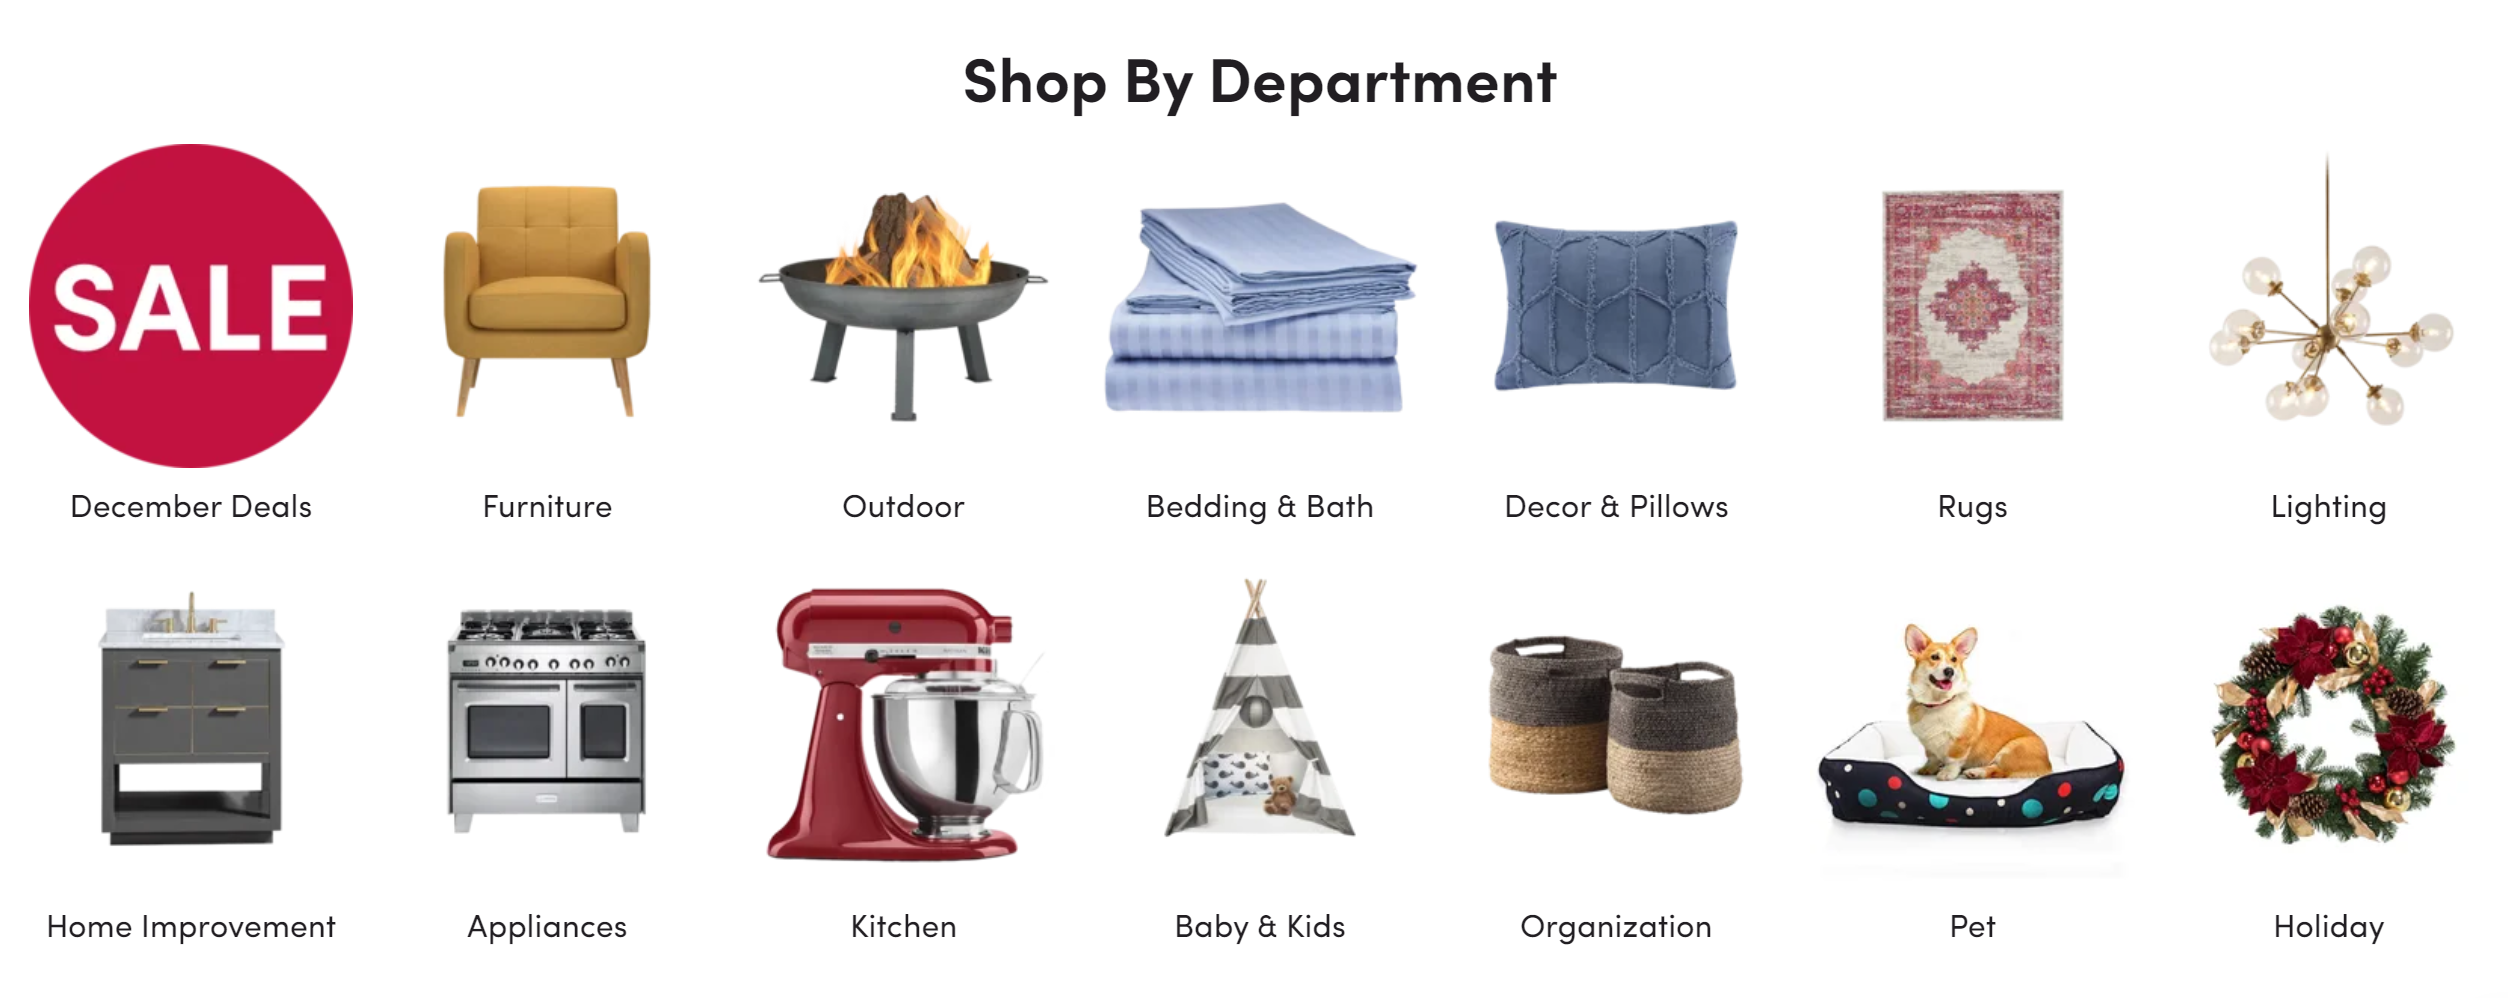 Shop By Department
SALE
December Deals
Furniture
Outdoor
Bedding & Bath
Decor & Pillows
Rugs
Lighting
Home Improvement
Appliances
Kitchen
Baby & Kids
Organization
Pet
Holiday